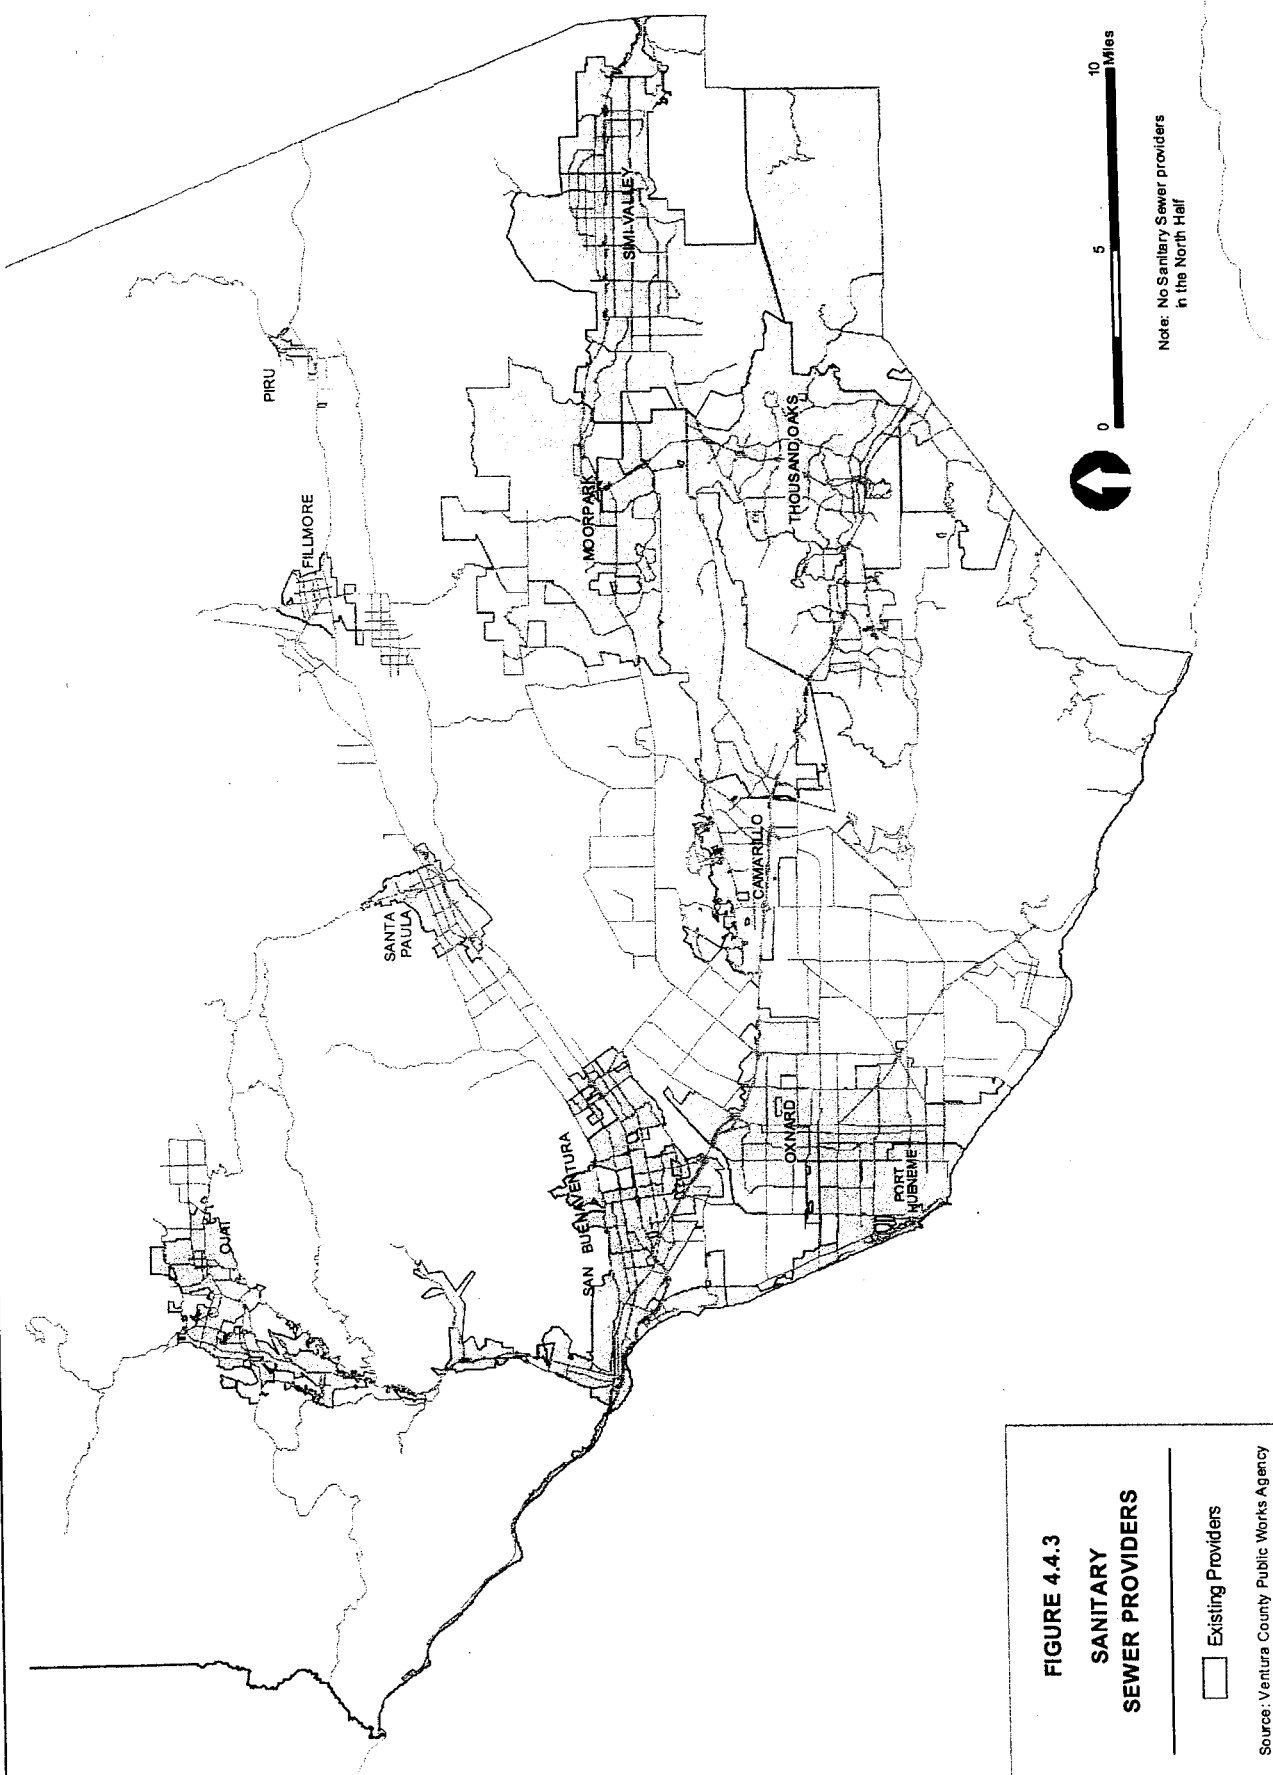 PIRU
FILLMORE
SANTA
PAULA
OJAI
SIMI VALLEY
MOORPARK
THOUSAND OAKS
CAMARILLO
SAN BUENAVENTURA
OXNARD
PORT
HUENEME
0 5 10
Miles
Note: No Sanitary Sewer providers
in the North Half
FIGURE 4.4.3
SANITARY
SEWER PROVIDERS
Existing Providers
Source: Ventura County Public Works Agency